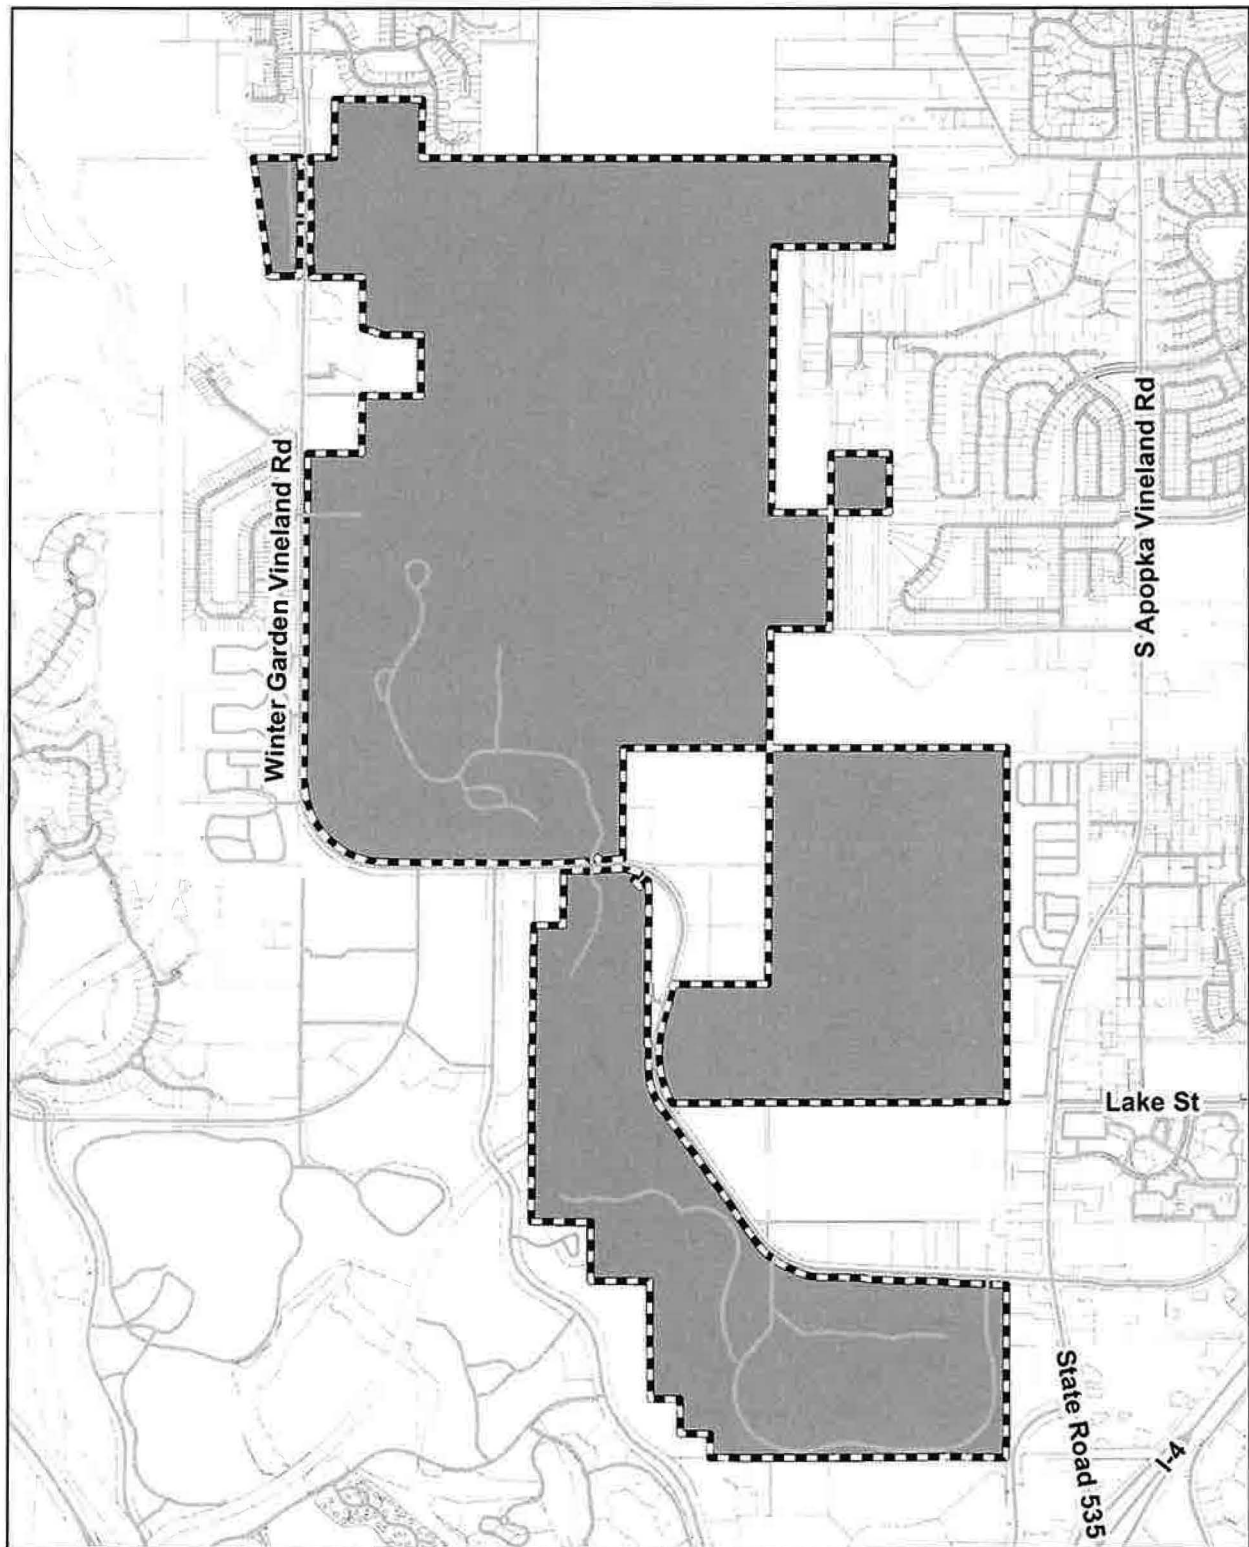 Winter Garden Vineland Rd
S Apopka Vineland Rd
Lake St
State Road 535
I-4